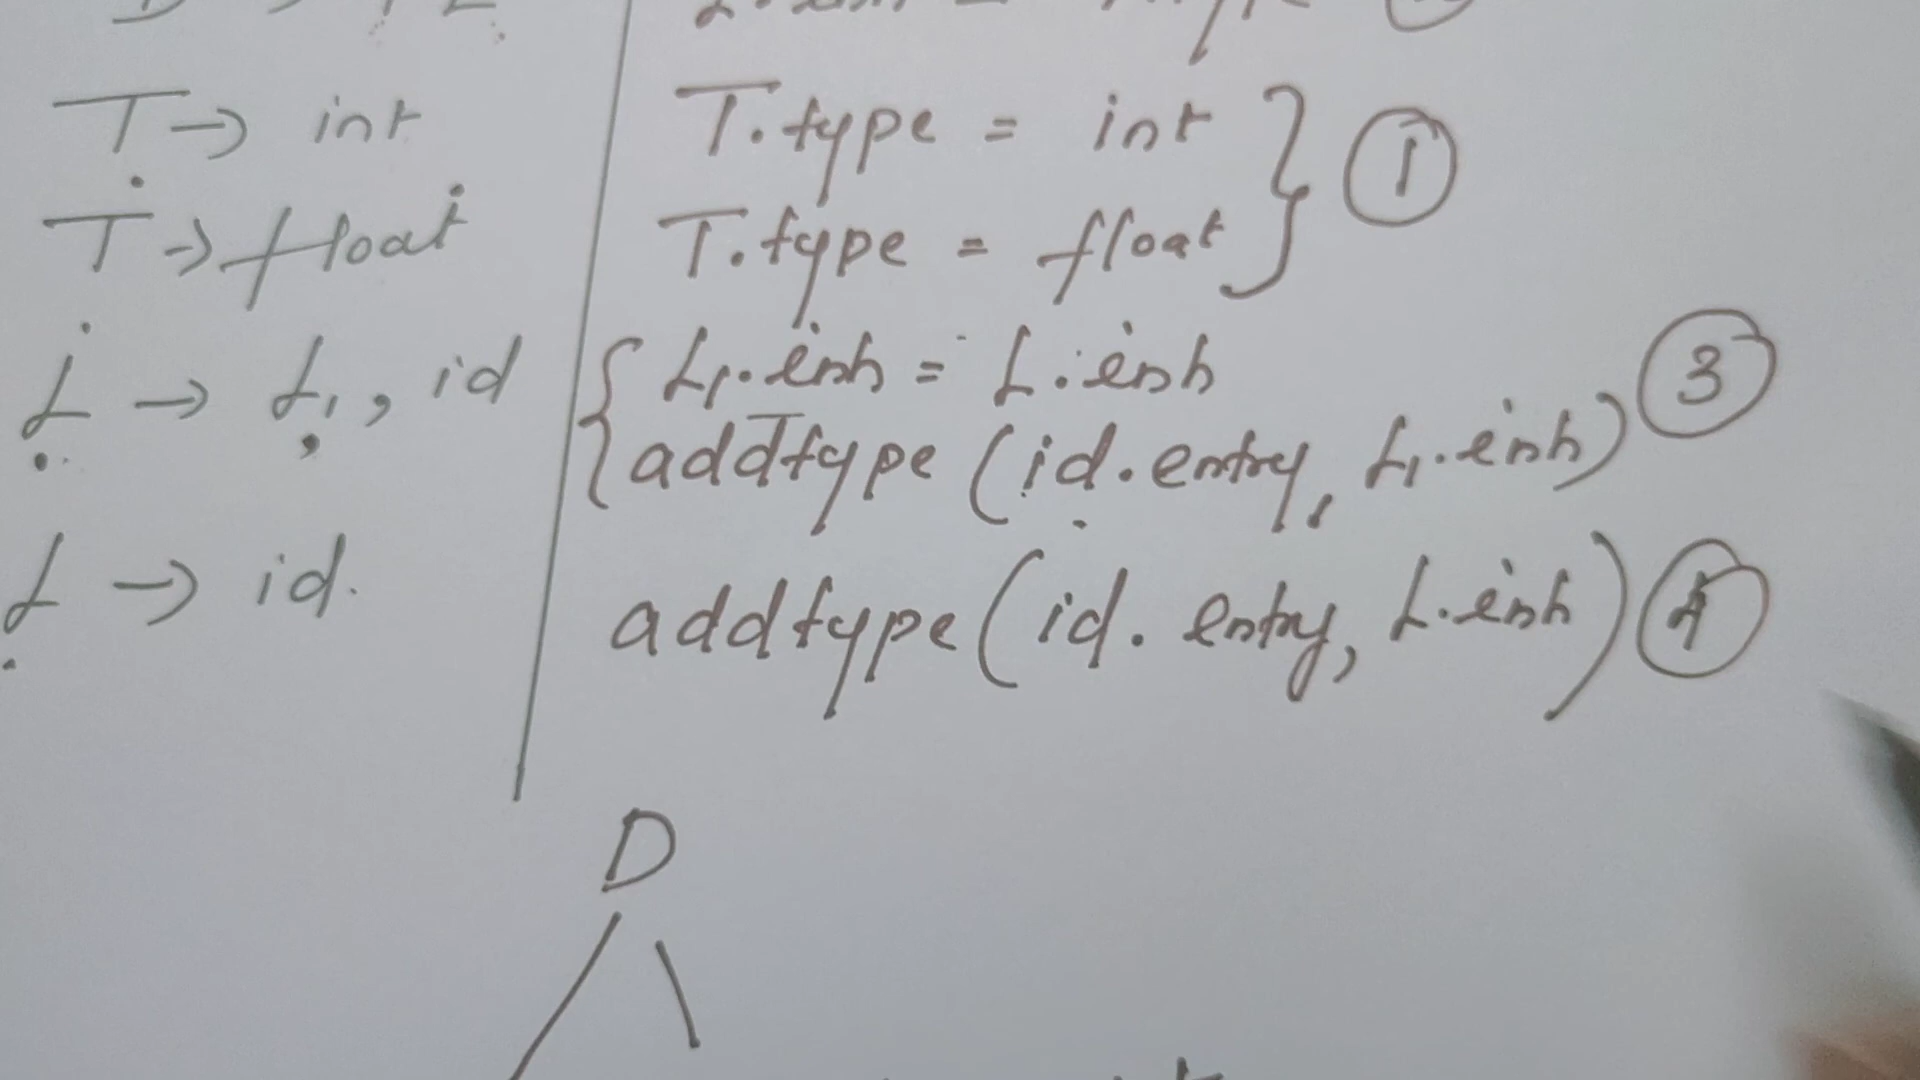 T → int T.type = int } ①
T → float T.type = float
L → L₁, id { L₁.inh = L.inh ③
addtype (id.entry, L₁.inh)
L → id. addtype (id.entry, L.inh) ④
D